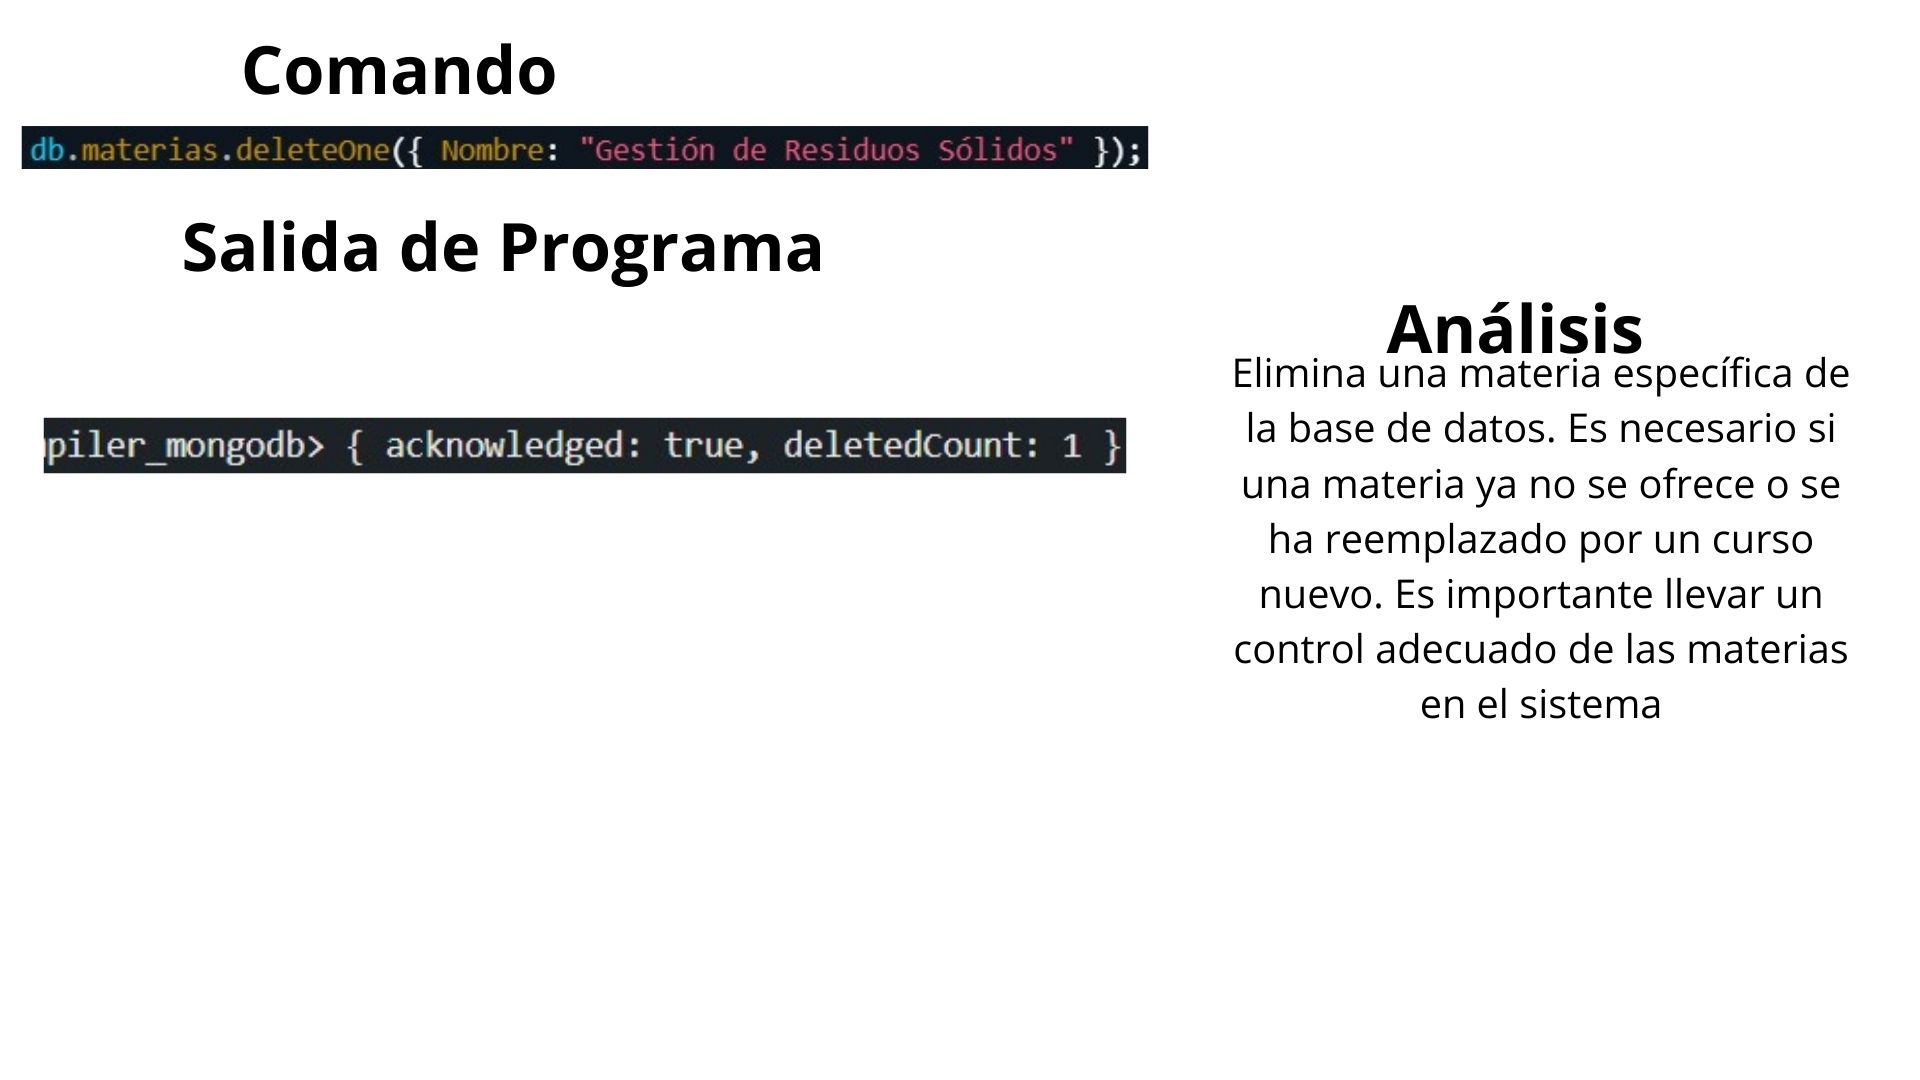 Comando
db.materias.deleteOne({ Nombre: "Gestión de Residuos Sólidos" });
Salida de Programa
piler_mongodb> { acknowledged: true, deletedCount: 1 }
Análisis
Elimina una materia específica de
la base de datos. Es necesario si
una materia ya no se ofrece o se
ha reemplazado por un curso
nuevo. Es importante llevar un
control adecuado de las materias
en el sistema